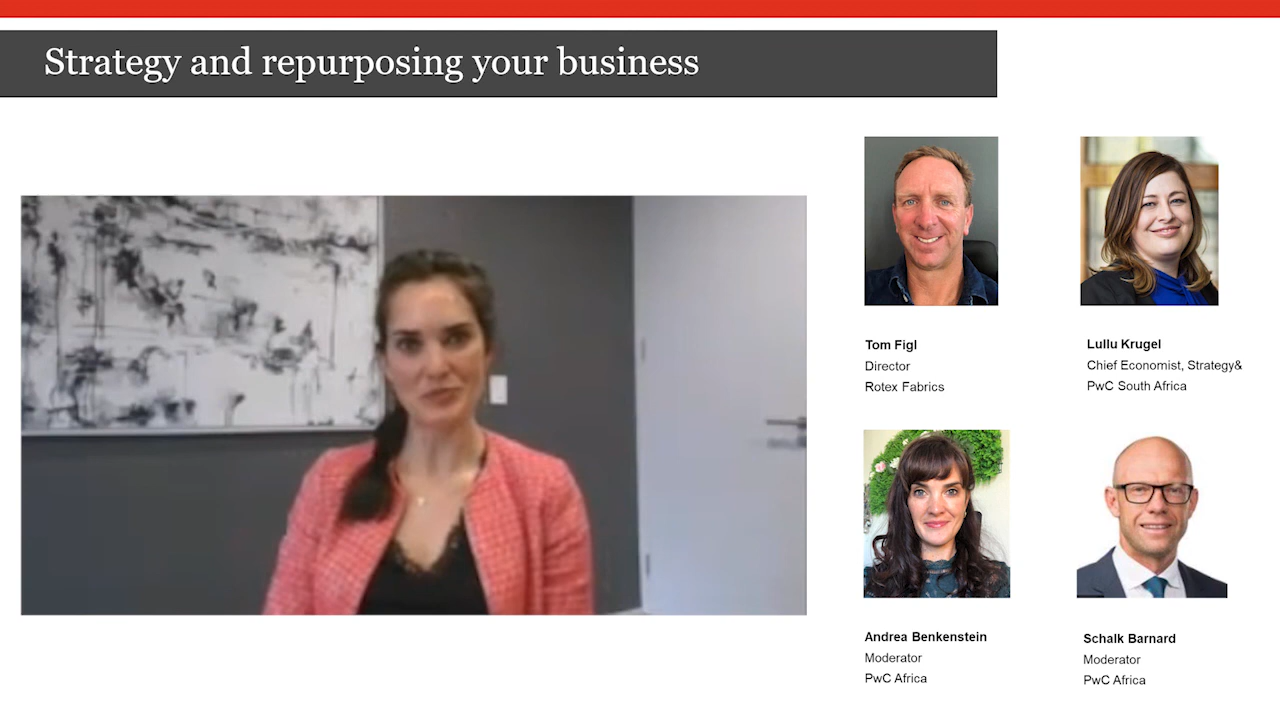 Strategy and repurposing your business
Tom Figl
Director
Rotex Fabrics
Lullu Krugel
Chief Economist, Strategy&
PwC South Africa
Andrea Benkenstein
Moderator
PwC Africa
Schalk Barnard
Moderator
PwC Africa